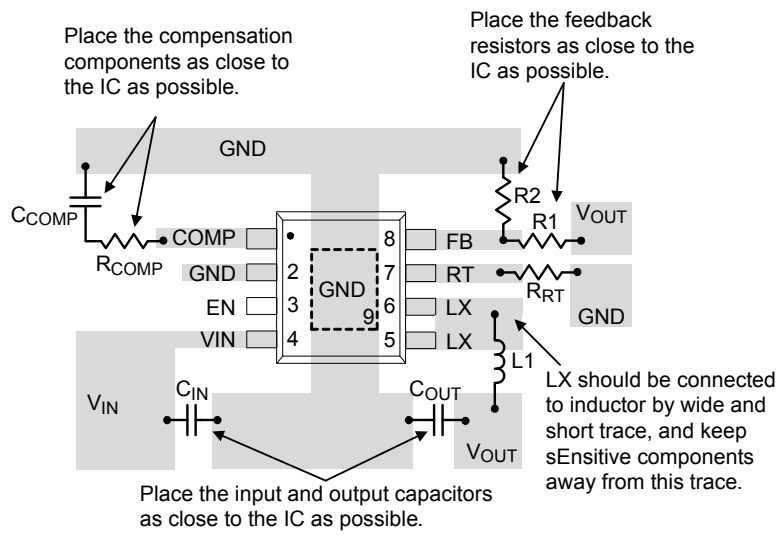 Place the compensation
components as close to
the IC as possible.
Place the feedback
resistors as close to the
IC as possible.
GND
CCOMP
RCOMP
R2
R1
VOUT
COMP
8
FB
GND
2
7
RT
RRT
GND
GND
9
EN
3
6
LX
VIN
4
5
LX
L1
VIN
CIN
COUT
VOUT
LX should be connected
to inductor by wide and
short trace, and keep
sEnsitive components
away from this trace.
Place the input and output capacitors
as close to the IC as possible.